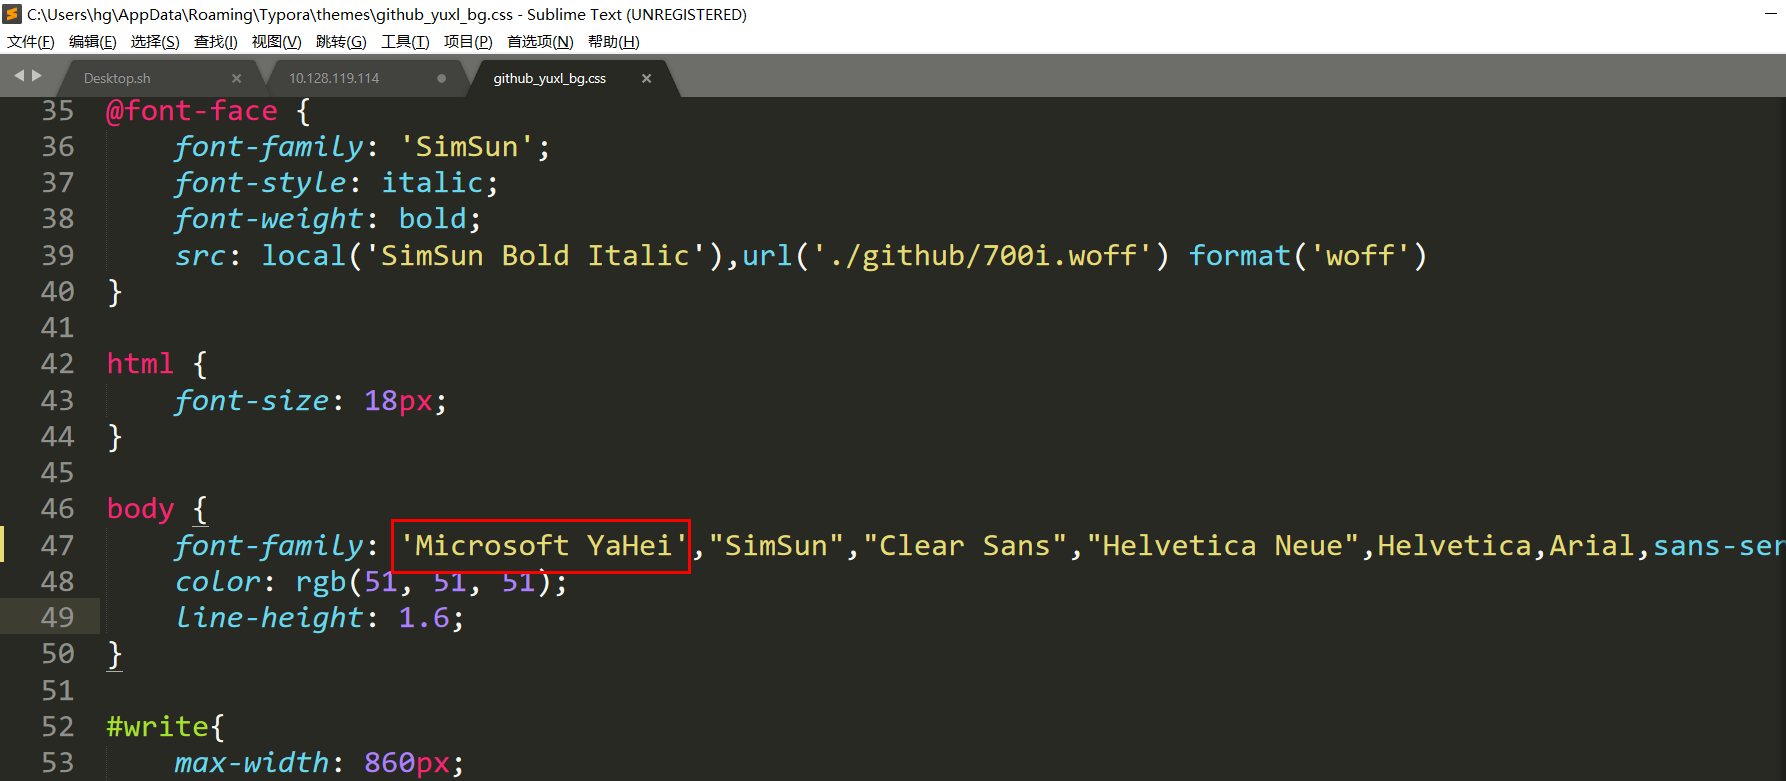 C:\Users\hg\AppData\Roaming\Typora\themes\github_yuxl_bg.css - Sublime Text (UNREGISTERED)
文件(F) 编辑(E) 选择(S) 查找(I) 视图(V) 跳转(G) 工具(T) 项目(P) 首选项(N) 帮助(H)
Desktop.sh 10.128.119.114 github_yuxl_bg.css
35 @font-face {
36 font-family: 'SimSun';
37 font-style: italic;
38 font-weight: bold;
39 src: local('SimSun Bold Italic'),url('./github/700i.woff') format('woff')
40 }
41
42 html {
43 font-size: 18px;
44 }
45
46 body {
47 font-family: 'Microsoft YaHei',"SimSun","Clear Sans","Helvetica Neue",Helvetica,Arial,sans-ser
48 color: rgb(51, 51, 51);
49 line-height: 1.6;
50 }
51
52 #write{
53 max-width: 860px;